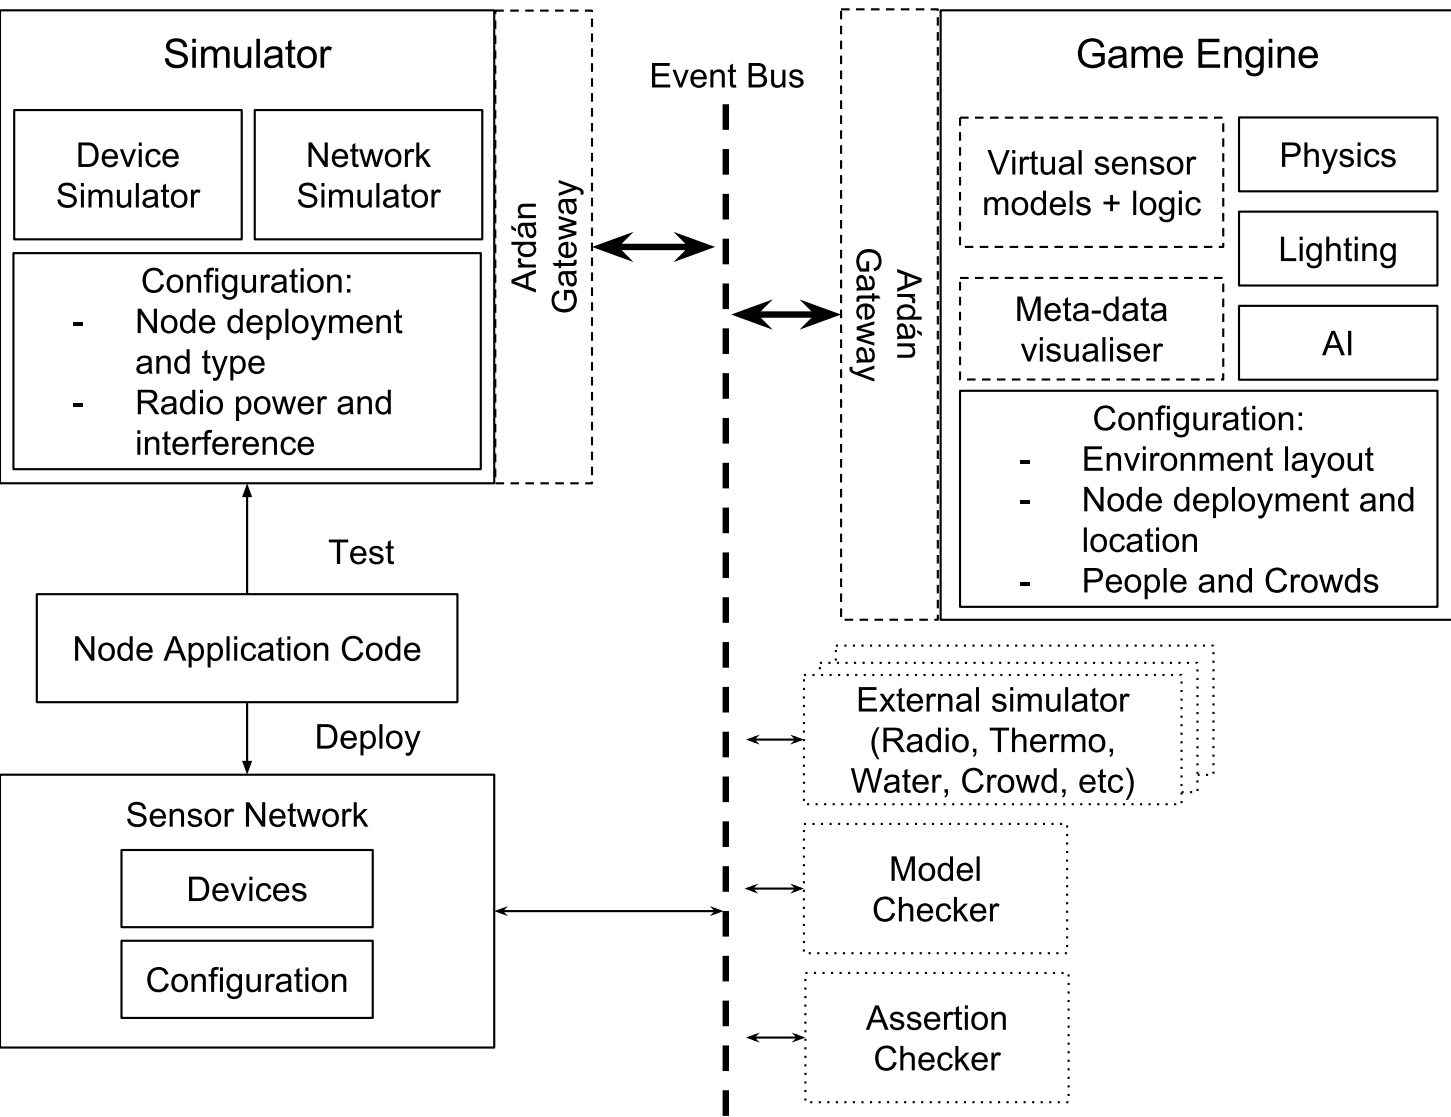 Simulator
Device
Simulator
Network
Simulator
Configuration:
- Node deployment
and type
- Radio power and
interference
Ardán
Gateway
Event Bus
Ardán
Gateway
Game Engine
Virtual sensor
models + logic
Meta-data
visualiser
Physics
Lighting
AI
Configuration:
- Environment layout
- Node deployment and
location
- People and Crowds
Test
Node Application Code
Deploy
Sensor Network
Devices
Configuration
External simulator
(Radio, Thermo,
Water, Crowd, etc)
Model
Checker
Assertion
Checker